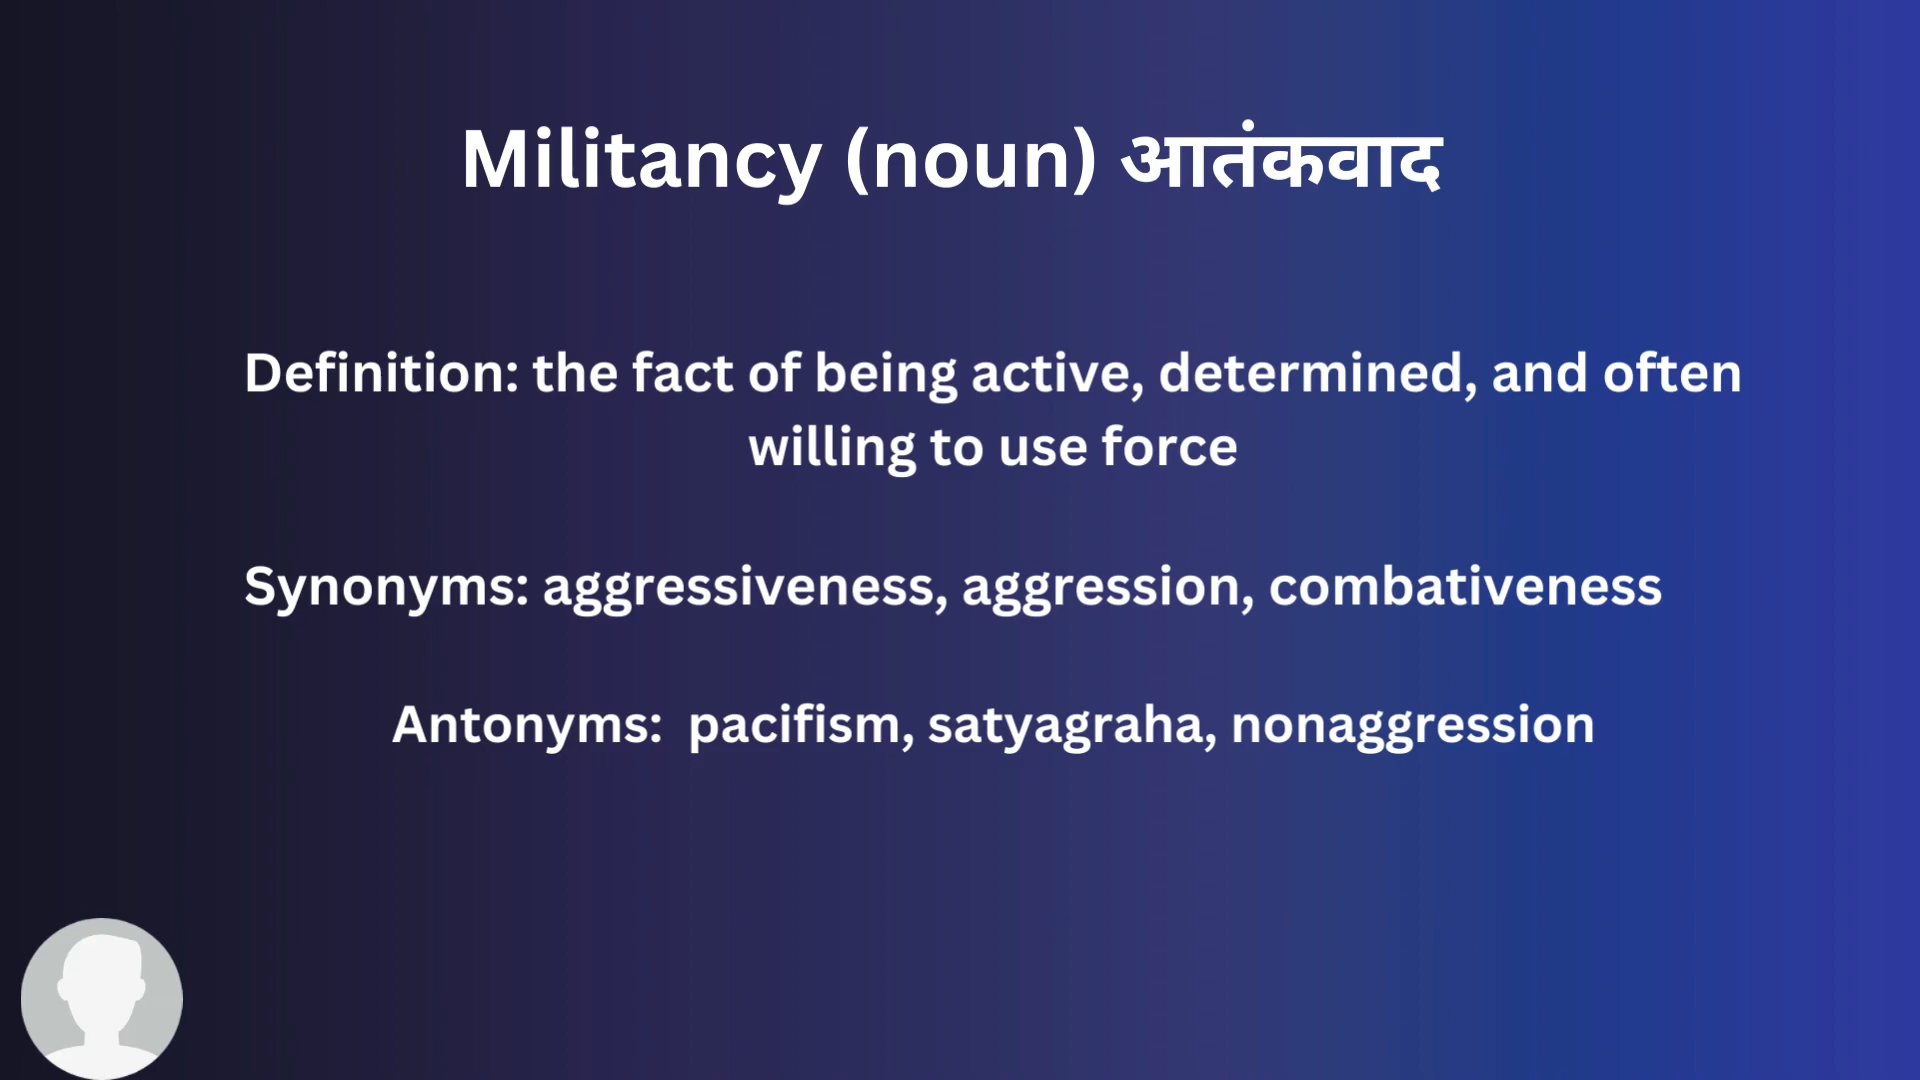 Militancy (noun) आतंकवाद
Definition: the fact of being active, determined, and often
willing to use force
Synonyms: aggressiveness, aggression, combativeness
Antonyms:  pacifism, satyagraha, nonaggression